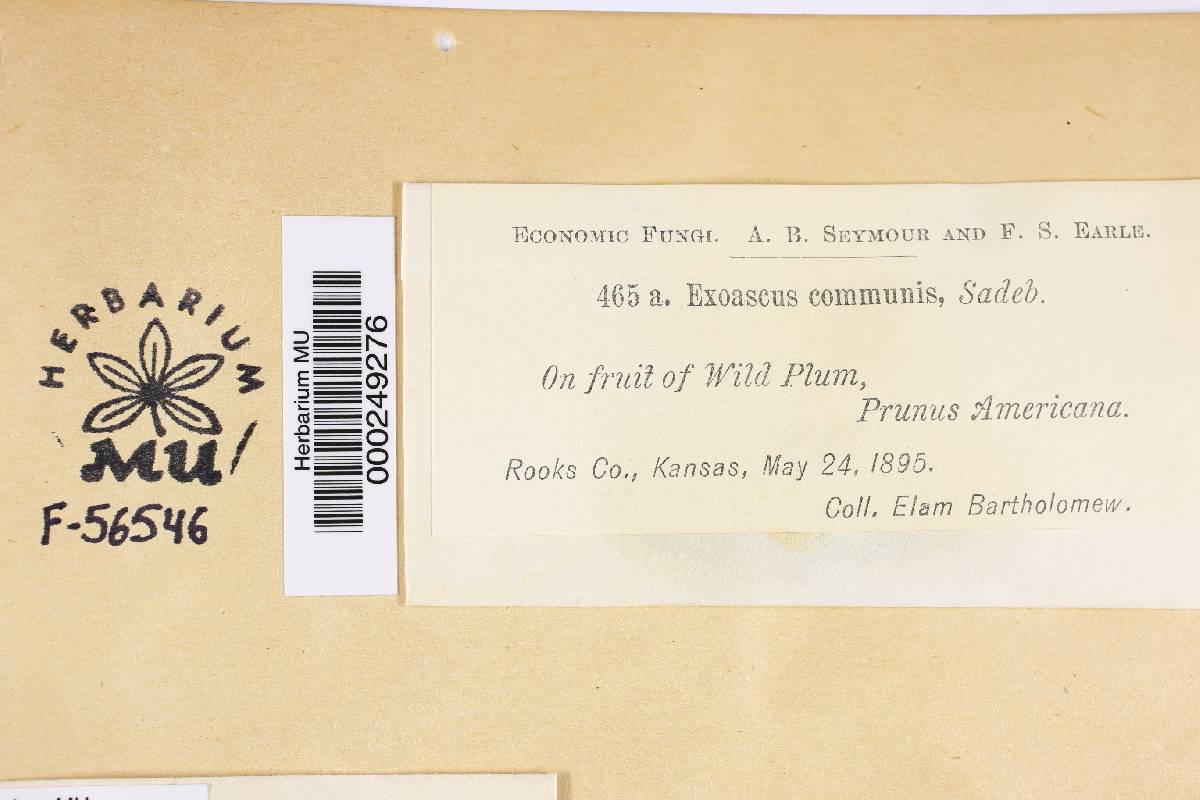 ECONOMIC FUNGI. A. B. SEYMOUR AND F. S. EARLE.
465 a. Exoascus communis, Sadeb.
On fruit of Wild Plum,
Prunus Americana.
Rooks Co., Kansas, May 24, 1895.
Coll. Elam Bartholomew.
Herbarium MU
000249276
HERBARIUM
MU
F-56546